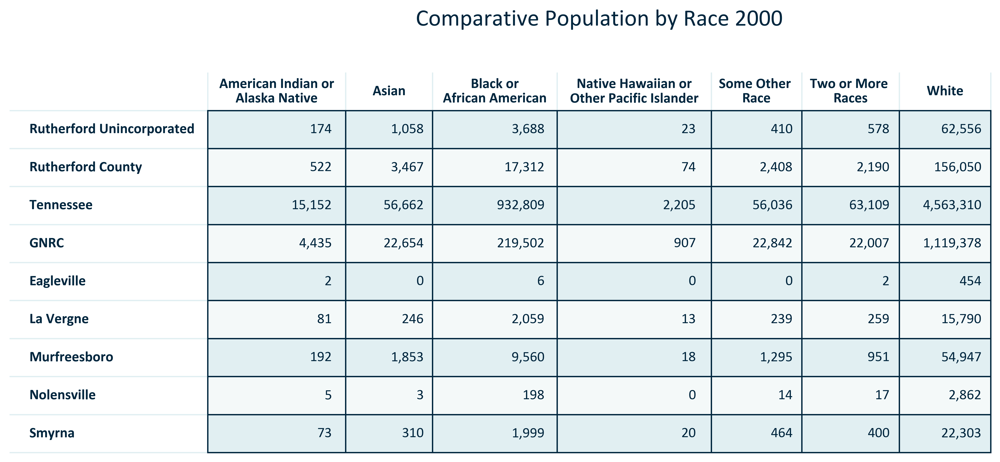 Comparative Population by Race 2000
American Indian or Alaska Native Asian Black or African American Native Hawaiian or Other Pacific Islander Some Other Race Two or More Races White
Rutherford Unincorporated 174 1,058 3,688 23 410 578 62,556
Rutherford County 522 3,467 17,312 74 2,408 2,190 156,050
Tennessee 15,152 56,662 932,809 2,205 56,036 63,109 4,563,310
GNRC 4,435 22,654 219,502 907 22,842 22,007 1,119,378
Eagleville 2 0 6 0 0 2 454
La Vergne 81 246 2,059 13 239 259 15,790
Murfreesboro 192 1,853 9,560 18 1,295 951 54,947
Nolensville 5 3 198 0 14 17 2,862
Smyrna 73 310 1,999 20 464 400 22,303